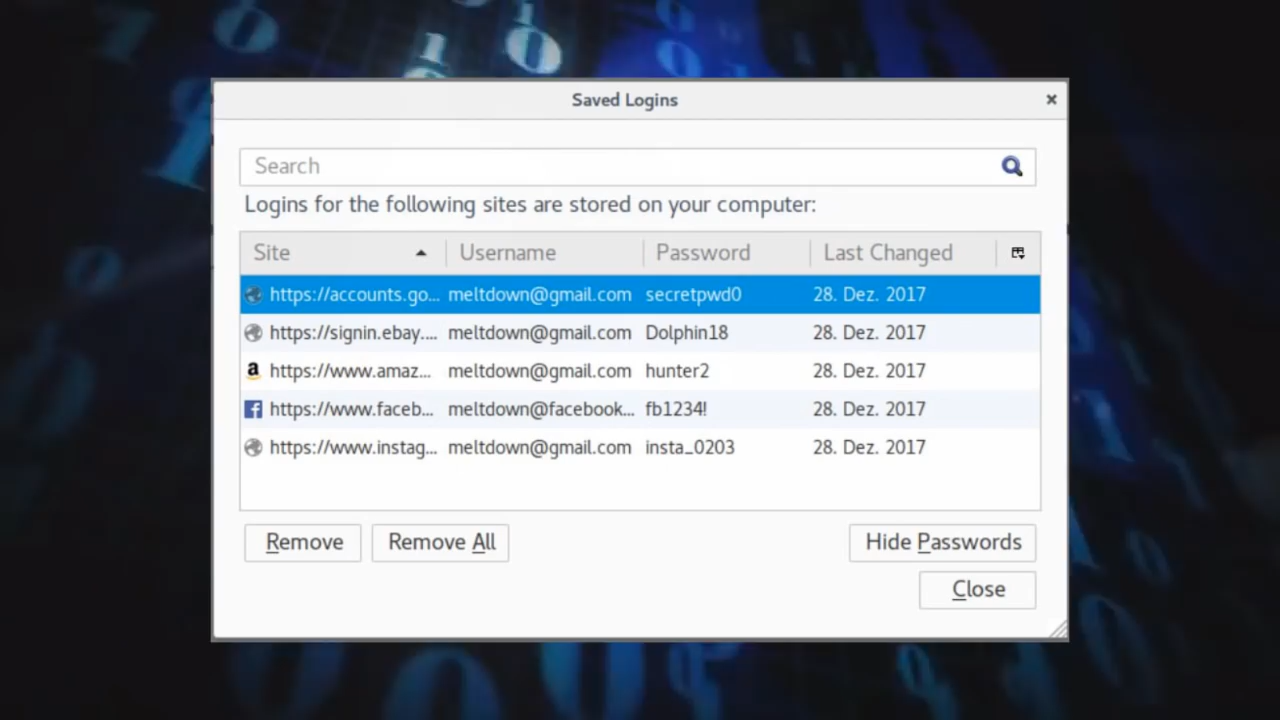 Saved Logins
Search
Logins for the following sites are stored on your computer:
Site Username Password Last Changed
https://accounts.go... meltdown@gmail.com secretpwd0 28. Dez. 2017
https://signin.ebay.... meltdown@gmail.com Dolphin18 28. Dez. 2017
https://www.amaz... meltdown@gmail.com hunter2 28. Dez. 2017
https://www.faceb... meltdown@facebook... fb1234! 28. Dez. 2017
https://www.instag... meltdown@gmail.com insta_0203 28. Dez. 2017
Remove Remove All Hide Passwords
Close